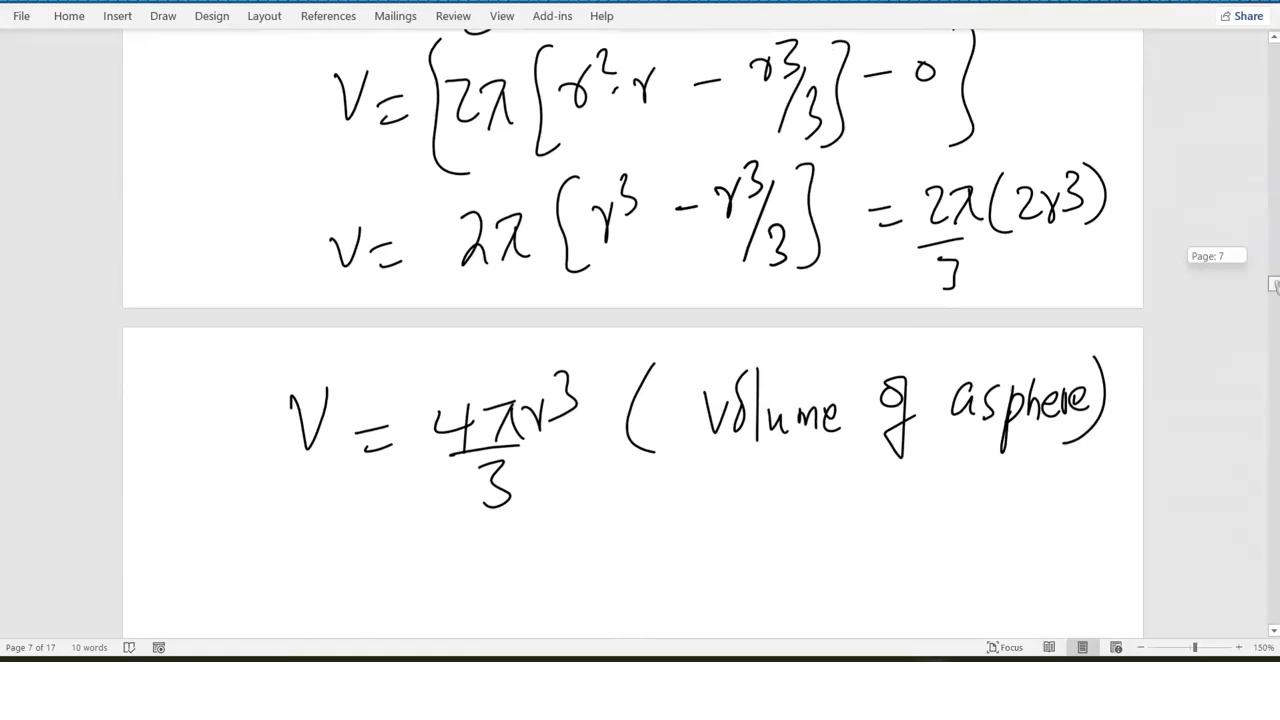 File Home Insert Draw Design Layout References Mailings Review View Add-ins Help Share
V = {2π[r².r - r³/3] - 0}
V = 2π[r³ - r³/3] = 2π(2r³)/3
Page: 7
V = 4πr³/3 (Volume of asphere)
Page 7 of 17 10 words Focus 150%